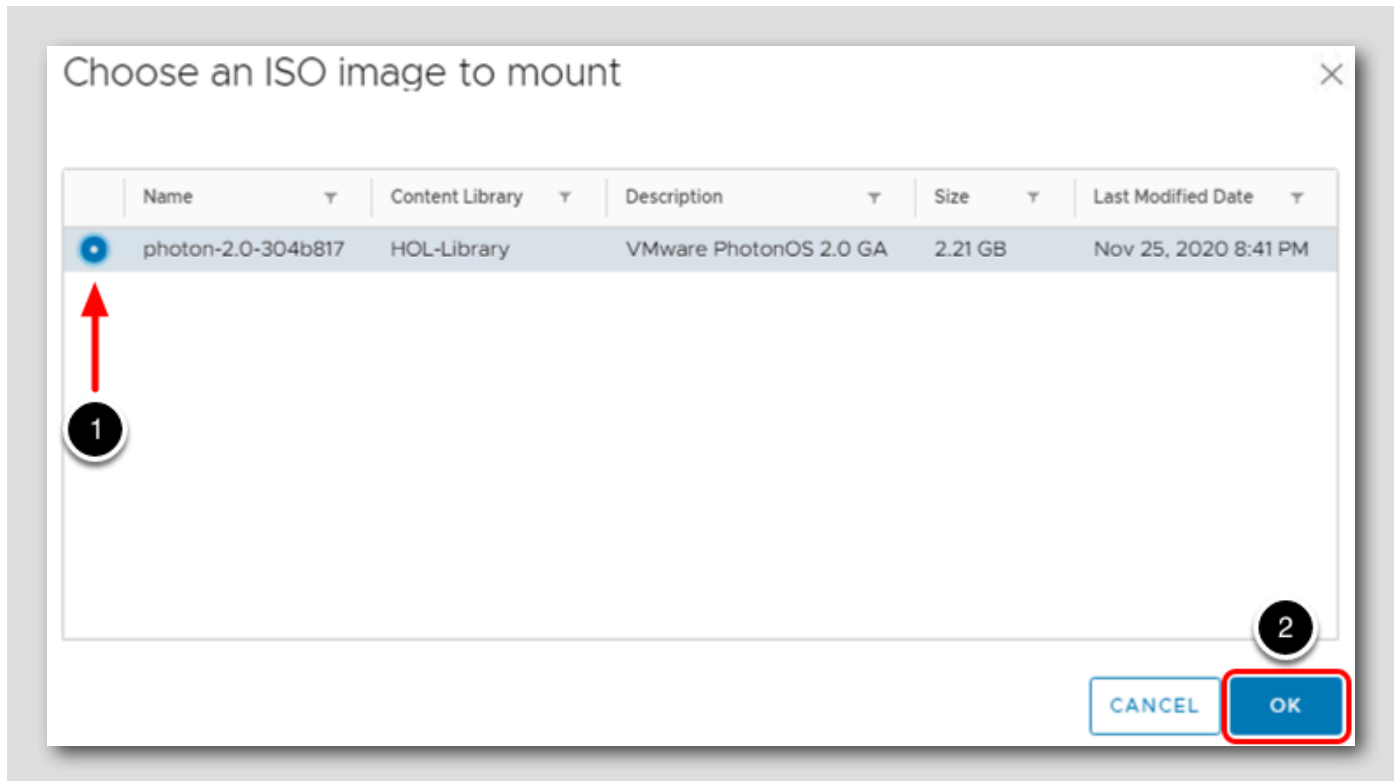 Choose an ISO image to mount
Name Content Library Description Size Last Modified Date
photon-2.0-304b817 HOL-Library VMware PhotonOS 2.0 GA 2.21 GB Nov 25, 2020 8:41 PM
1
2
CANCEL OK